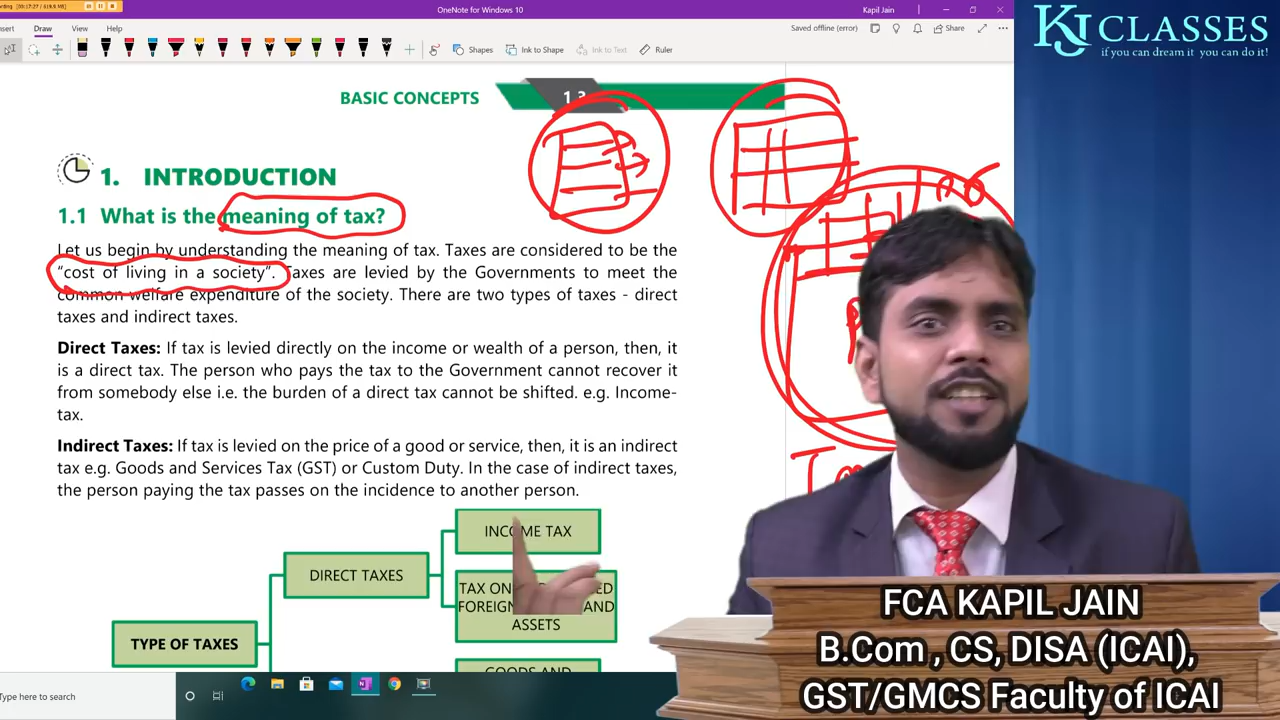 OneNote for Windows 10
Kapil Jain
nsert Draw View Help
Saved offline (error)
Share
Shapes
Ink to Shape
Ink to Text
Ruler
KJ CLASSES
if you can dream it you can do it!
BASIC CONCEPTS
1. INTRODUCTION
1.1 What is the meaning of tax?
Let us begin by understanding the meaning of tax. Taxes are considered to be the
“cost of living in a society”. Taxes are levied by the Governments to meet the
common welfare expenditure of the society. There are two types of taxes - direct
taxes and indirect taxes.
Direct Taxes: If tax is levied directly on the income or wealth of a person, then, it
is a direct tax. The person who pays the tax to the Government cannot recover it
from somebody else i.e. the burden of a direct tax cannot be shifted. e.g. Income-
tax.
Indirect Taxes: If tax is levied on the price of a good or service, then, it is an indirect
tax e.g. Goods and Services Tax (GST) or Custom Duty. In the case of indirect taxes,
the person paying the tax passes on the incidence to another person.
INCOME TAX
DIRECT TAXES
TAX ON
FOREIGN AND
ASSETS
TYPE OF TAXES
GOODS AND
Type here to search
FCA KAPIL JAIN
B.Com , CS, DISA (ICAI),
GST/GMCS Faculty of ICAI